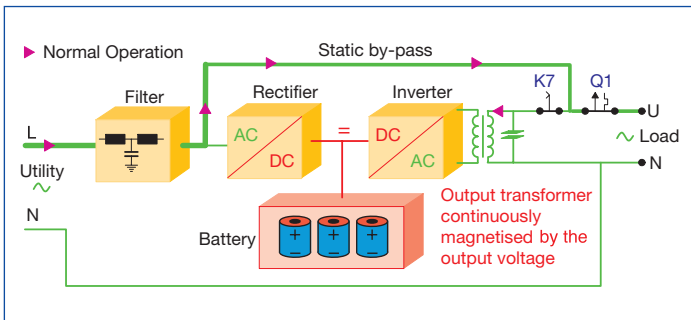 Normal Operation
Static by-pass
K7
Q1
Filter
Rectifier
Inverter
L
AC
DC
=
DC
AC
U
Load
N
Utility
N
Battery
+ + +
− − −
Output transformer
continuously
magnetised by the
output voltage